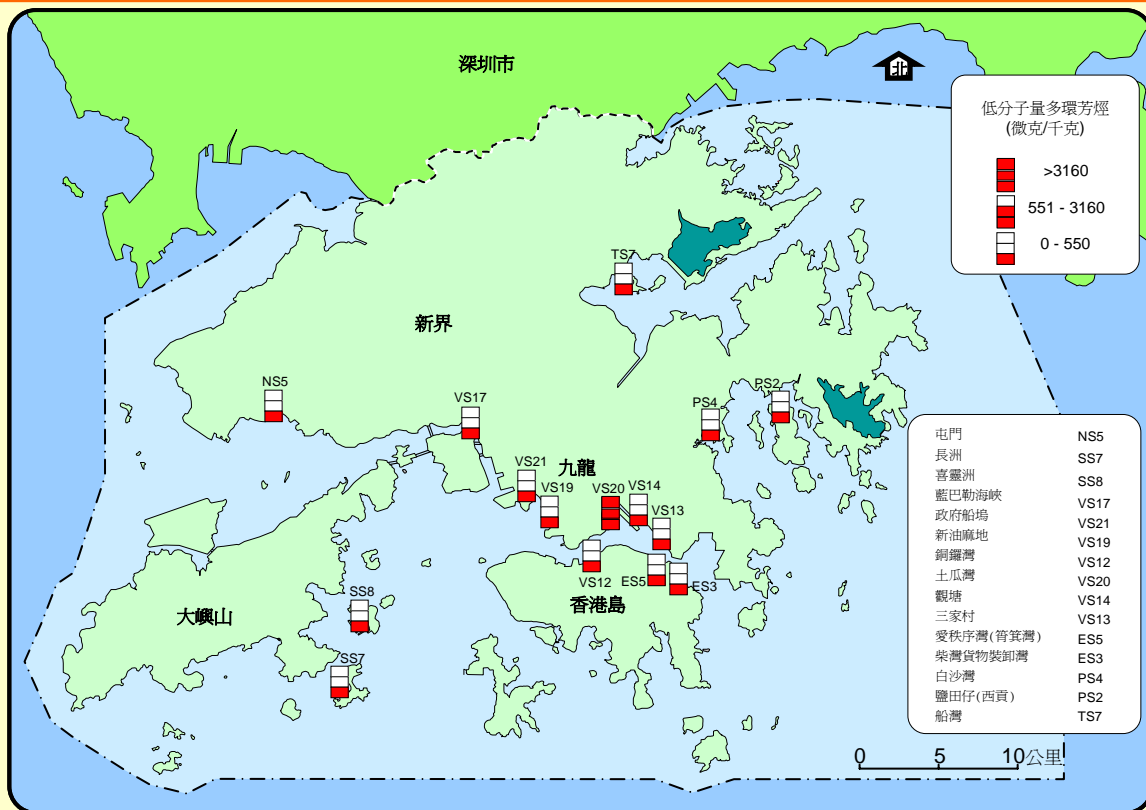 深圳市
北
低分子量多環芳烴
(微克/千克)
>3160
551 - 3160
0 - 550
TS7
新界
NS5
VS17
PS4
PS2
九龍
VS21
VS19
VS20
VS14
VS13
VS12
ES5
ES3
香港島
大嶼山
SS8
SS7
屯門 NS5
長洲 SS7
喜靈洲 SS8
藍巴勒海峽 VS17
政府船塢 VS21
新油麻地 VS19
銅鑼灣 VS12
土瓜灣 VS20
觀塘 VS14
三家村 VS13
愛秩序灣(筲箕灣) ES5
柴灣貨物裝卸灣 ES3
白沙灣 PS4
鹽田仔(西貢) PS2
船灣 TS7
0 5 10公里